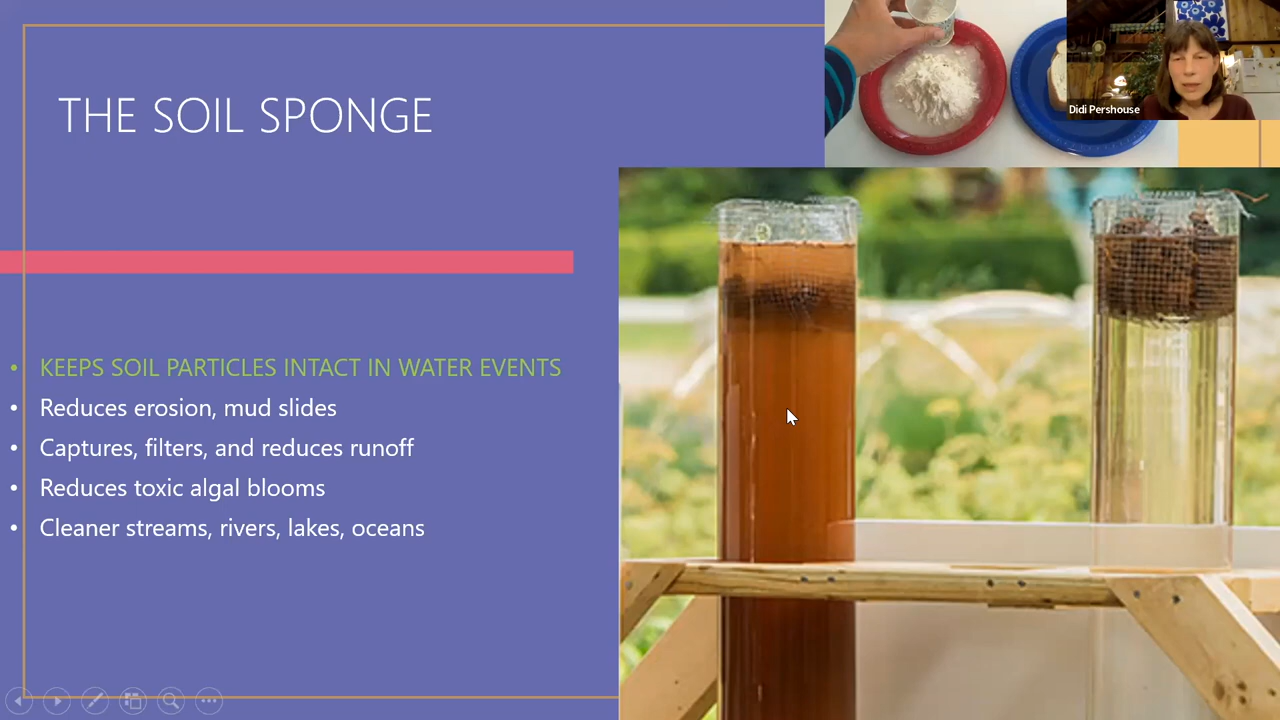 THE SOIL SPONGE
Didi Pershouse
KEEPS SOIL PARTICLES INTACT IN WATER EVENTS
Reduces erosion, mud slides
Captures, filters, and reduces runoff
Reduces toxic algal blooms
Cleaner streams, rivers, lakes, oceans